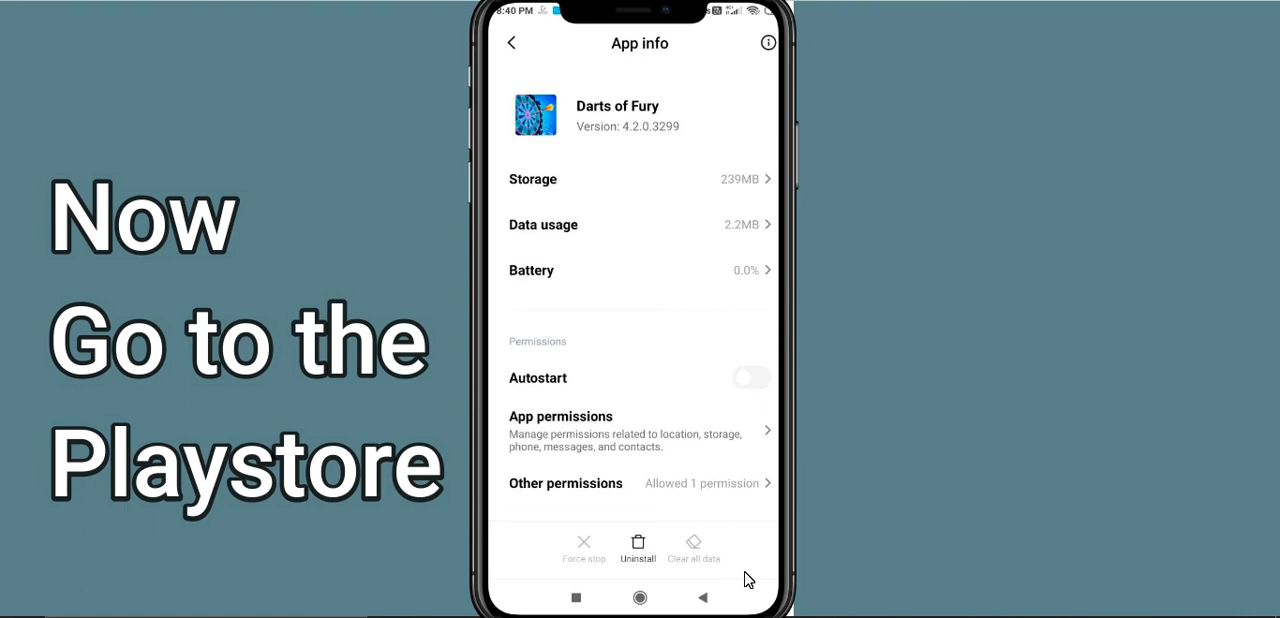 8:40 PM
App info
Darts of Fury
Version: 4.2.0.3299
Storage 239MB
Data usage 2.2MB
Battery 0.0%
Permissions
Autostart
App permissions
Manage permissions related to location, storage,
phone, messages, and contacts.
Other permissions Allowed 1 permission
Force stop Uninstall Clear all data
Now
Go to the
Playstore